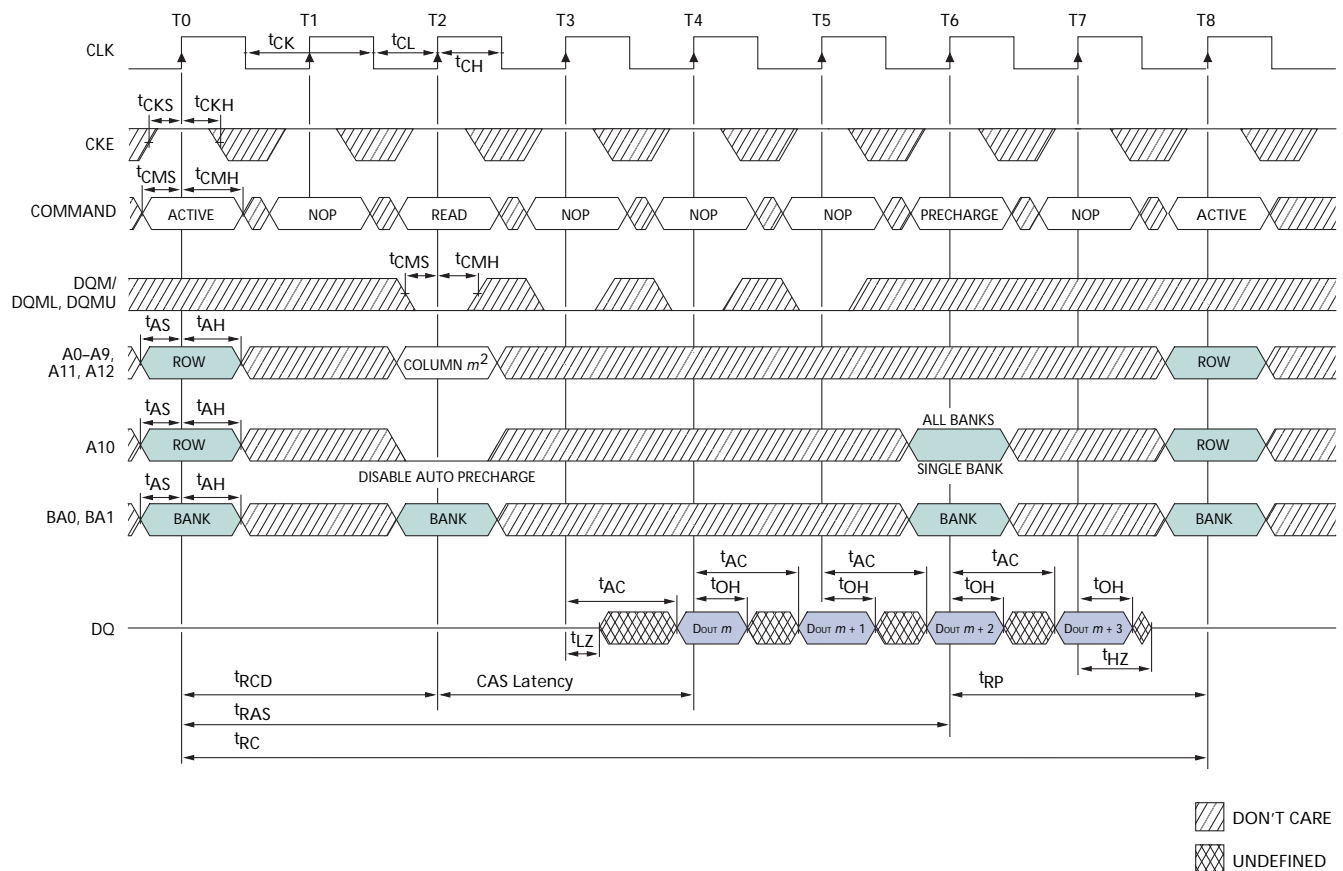 T0 T1 T2 T3 T4 T5 T6 T7 T8
CLK
tCK tCL
tCH
tCKS tCKH
CKE
tCMS tCMH
COMMAND ACTIVE NOP READ NOP NOP NOP PRECHARGE NOP ACTIVE
tCMS tCMH
DQM/
DQML, DQMU
tAS tAH
A0–A9,
A11, A12
ROW COLUMN m2 ROW
tAS tAH
ALL BANKS
A10 ROW ROW
DISABLE AUTO PRECHARGE SINGLE BANK
tAS tAH
BA0, BA1 BANK BANK BANK BANK
tAC tAC tAC tAC
tOH tOH tOH tOH
DQ DOUT m DOUT m + 1 DOUT m + 2 DOUT m + 3
tLZ tHZ
tRCD CAS Latency tRP
tRAS
tRC
DON'T CARE
UNDEFINED